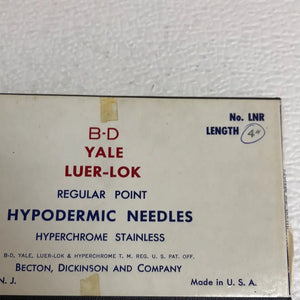 No. LNR
LENGTH 4"
B-D
YALE
LUER-LOK
REGULAR POINT
HYPODERMIC NEEDLES
HYPERCHROME STAINLESS
B-D, YALE, LUER-LOK & HYPERCHROME T. M. REG. U. S. PAT. OFF.
BECTON, DICKINSON AND COMPANY
N. J. Made in U. S. A.